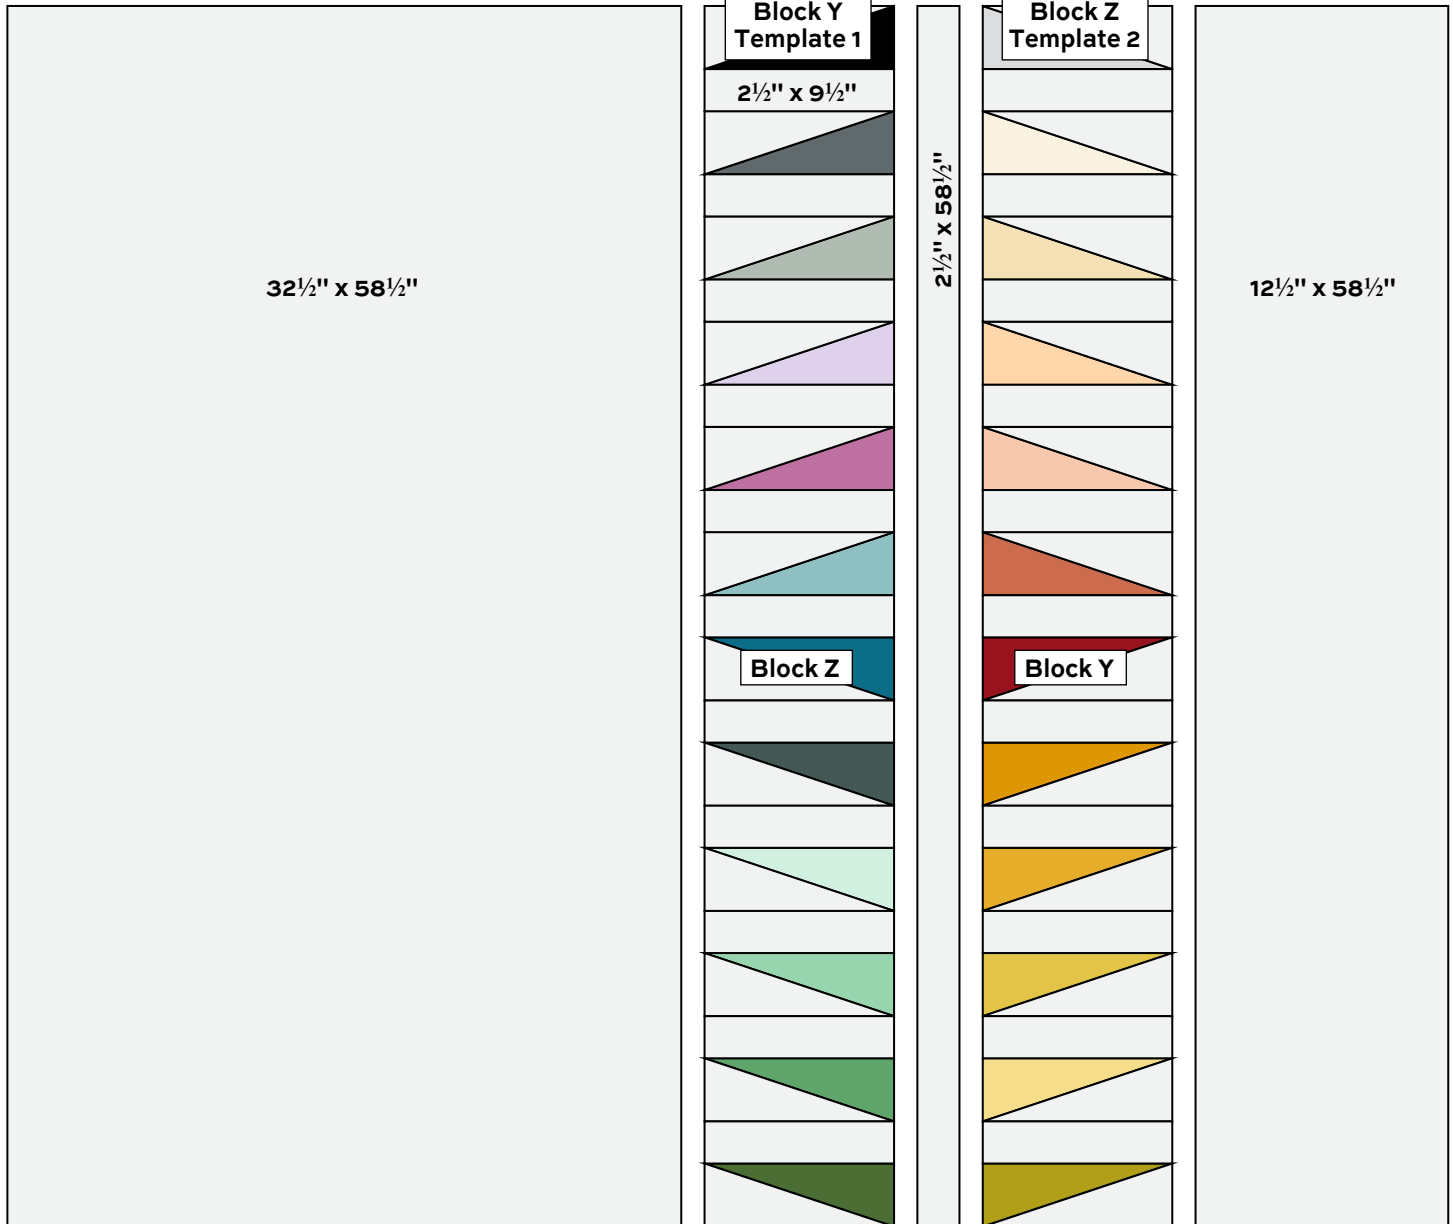 Block Y
Template 1
Block Z
Template 2
2½" x 9½"
2½" x 58½"
32½" x 58½"
12½" x 58½"
Block Z
Block Y